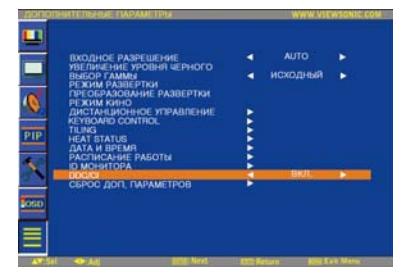 ДОПОЛНИТЕЛЬНЫЕ ПАРАМЕТРЫ WWW.VIEWSONIC.COM
ВХОДНОЕ РАЗРЕШЕНИЕ AUTO
УВЕЛИЧЕНИЕ УРОВНЯ ЧЕРНОГО
ВЫБОР ГАММЫ ИСХОДНЫЙ
РЕЖИМ РАЗВЕРТКИ
ПРЕОБРАЗОВАНИЕ РАЗВЕРТКИ
РЕЖИМ КИНО
ДИСТАНЦИОННОЕ УПРАВЛЕНИЕ
KEYBOARD CONTROL
TILING
HEAT STATUS
ДАТА И ВРЕМЯ
РАСПИСАНИЕ РАБОТЫ
ID МОНИТОРА
DDC/CI ВКЛ.
СБРОС ДОП. ПАРАМЕТРОВ
PIP
OSD
:Sel :Adj :Next :Return :Exit Menu